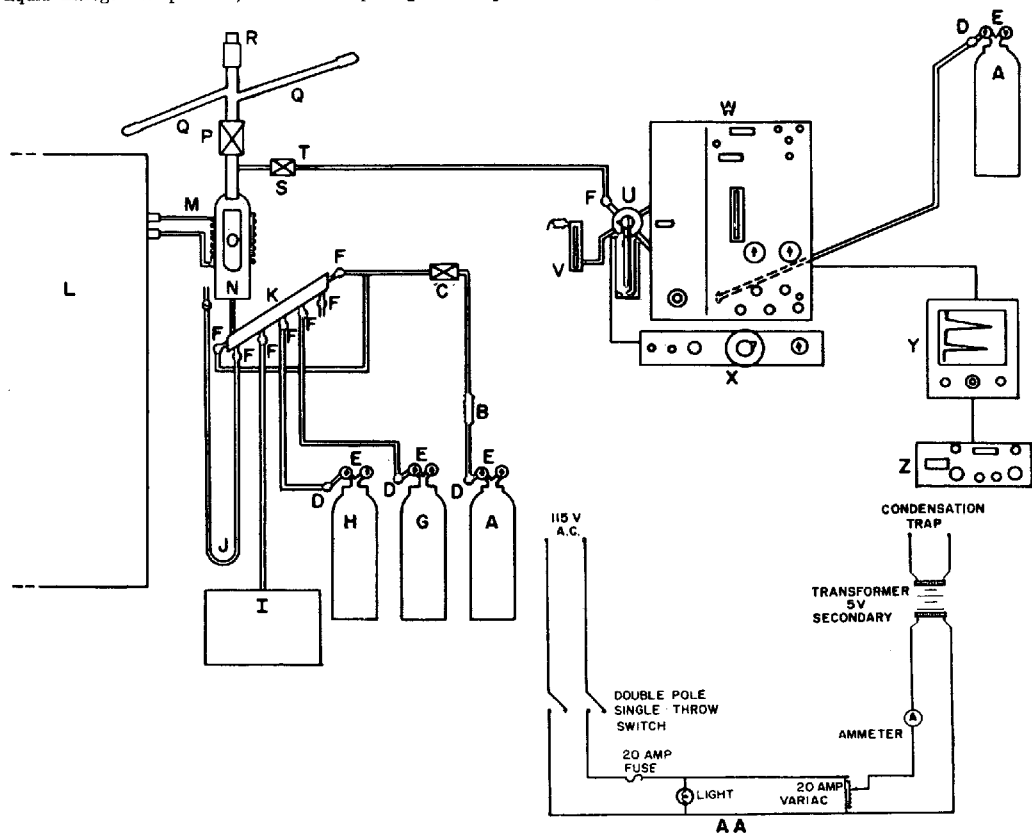 R
Q
Q
P
S
T
M
O
N
L
K
F
F
F
F
F
F
C
B
J
I
D
E
H
D
E
G
D
E
A
F
U
V
W
X
D
E
A
Y
Z
115 V
A.C.
DOUBLE POLE
SINGLE THROW
SWITCH
20 AMP
FUSE
LIGHT
20 AMP
VARIAC
A
AMMETER
TRANSFORMER
5V
SECONDARY
CONDENSATION
TRAP
AA